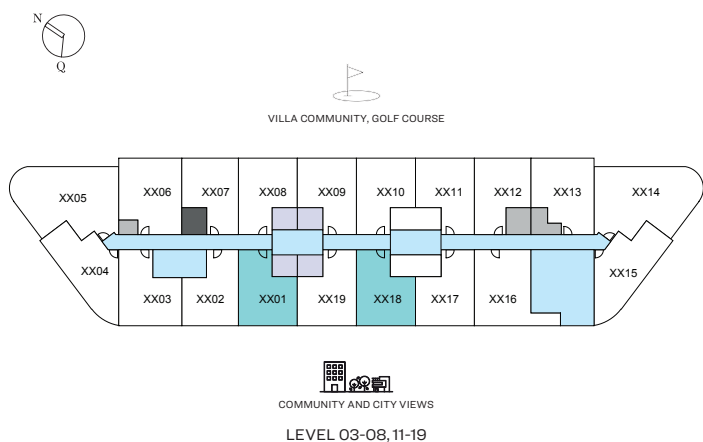 N
Q
VILLA COMMUNITY, GOLF COURSE
XX05
XX06
XX07
XX08
XX09
XX10
XX11
XX12
XX13
XX14
XX04
XX03
XX02
XX01
XX19
XX18
XX17
XX16
XX15
COMMUNITY AND CITY VIEWS
LEVEL 03-08, 11-19